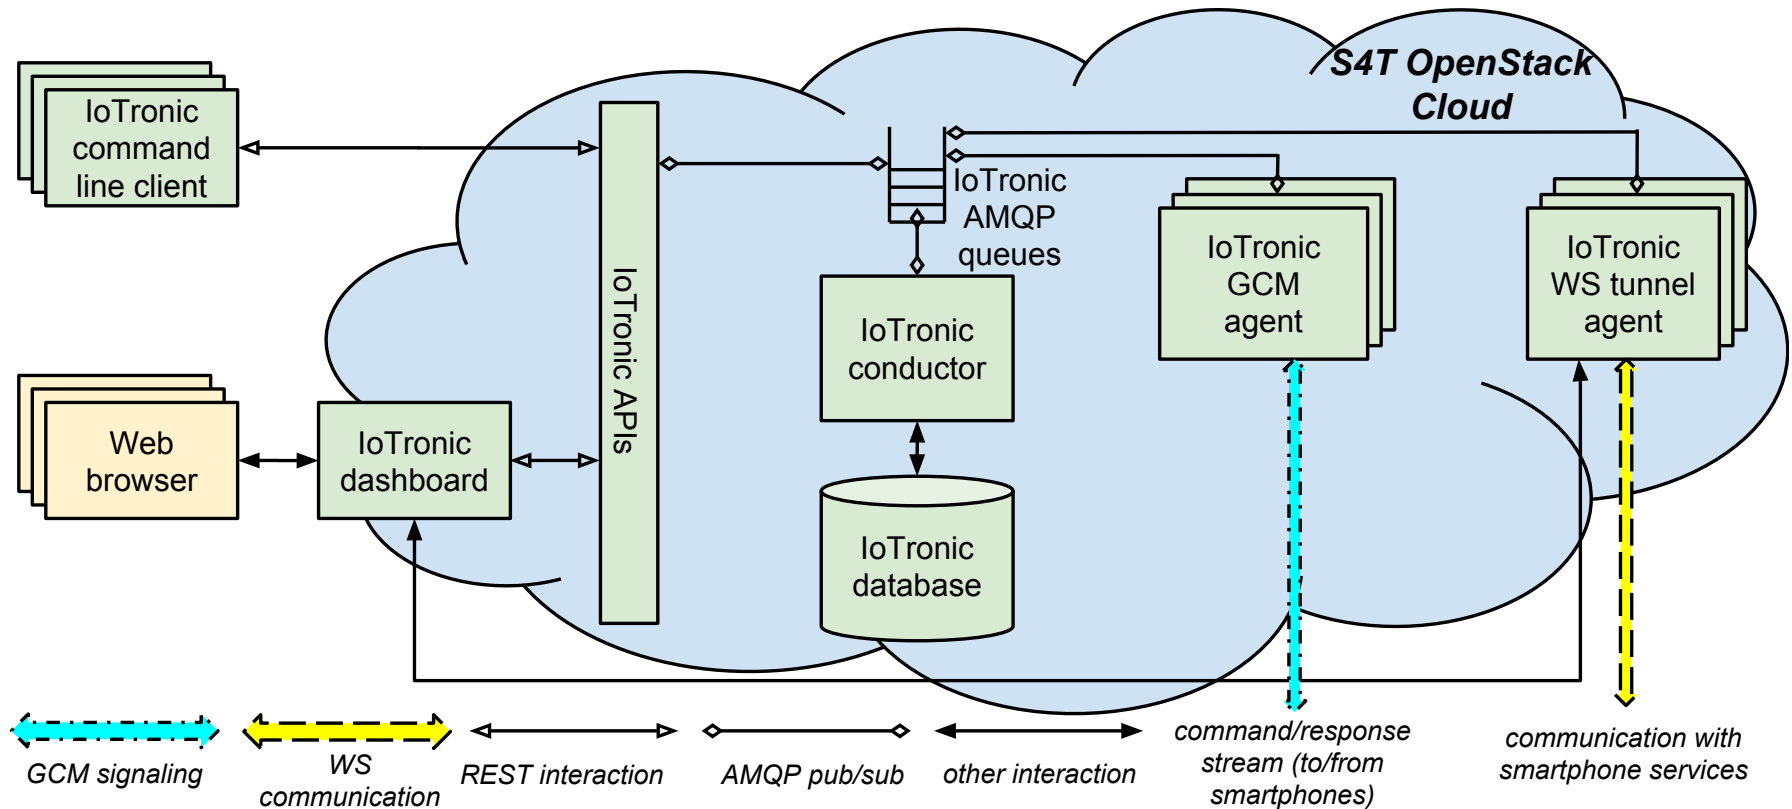 S4T OpenStack
Cloud
IoTronic
command
line client
IoTronic APIs
IoTronic
AMQP
queues
IoTronic
GCM
agent
IoTronic
WS tunnel
agent
IoTronic
conductor
Web
browser
IoTronic
dashboard
IoTronic
database
GCM signaling
WS
communication
REST interaction
AMQP pub/sub
other interaction
command/response
stream (to/from
smartphones)
communication with
smartphone services